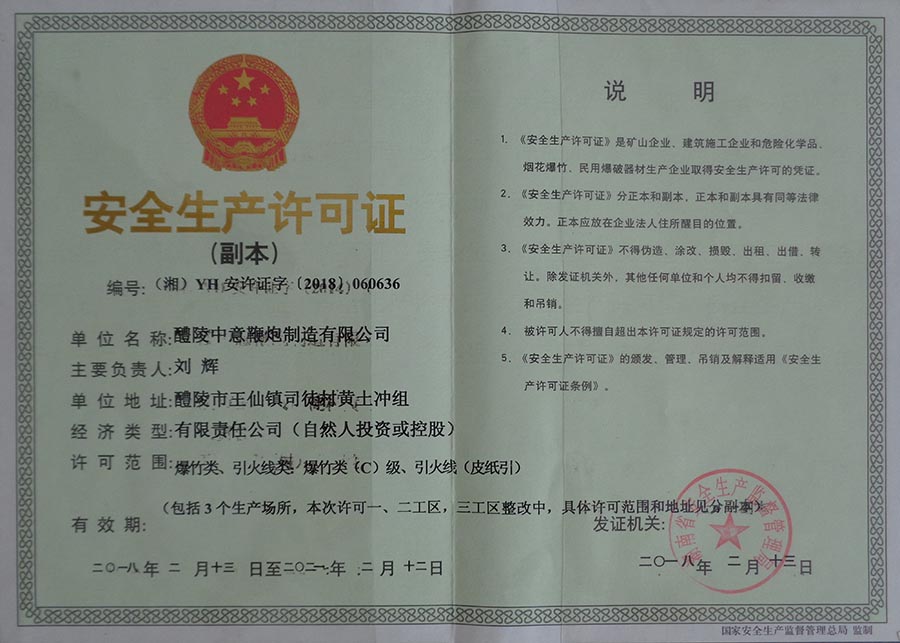 安全生产许可证
(副本)
编号:（湘）YH安许证字〔2018〕060636
单位名称:醴陵中意鞭炮制造有限公司
主要负责人:刘辉
单位地址:醴陵市王仙镇司徒村黄土冲组
经济类型:有限责任公司（自然人投资或控股）
许可范围:爆竹类、引火线类：爆竹类（C）级、引火线（皮纸引）
（包括3个生产场所，本次许可一、二工区，三工区整改中，具体许可范围和地址见分副本）
有效期:
二〇一八年 二 月十三 日至二〇二一年 二 月 十二日
说 明
1. 《安全生产许可证》是矿山企业、建筑施工企业和危险化学品、
烟花爆竹、民用爆破器材生产企业取得安全生产许可的凭证。
2. 《安全生产许可证》分正本和副本，正本和副本具有同等法律
效力。正本应放在企业法人住所醒目的位置。
3. 《安全生产许可证》不得伪造、涂改、损毁、出租、出借、转
让。除发证机关外，其他任何单位和个人均不得扣留、收缴
和吊销。
4. 被许可人不得擅自超出本许可证规定的许可范围。
5. 《安全生产许可证》的颁发、管理、吊销及解释适用《安全生
产许可证条例》。
发证机关:
湖南省安全生产监督管理局
二〇一八年 二 月 十三日
国家安全生产监督管理总局 监制